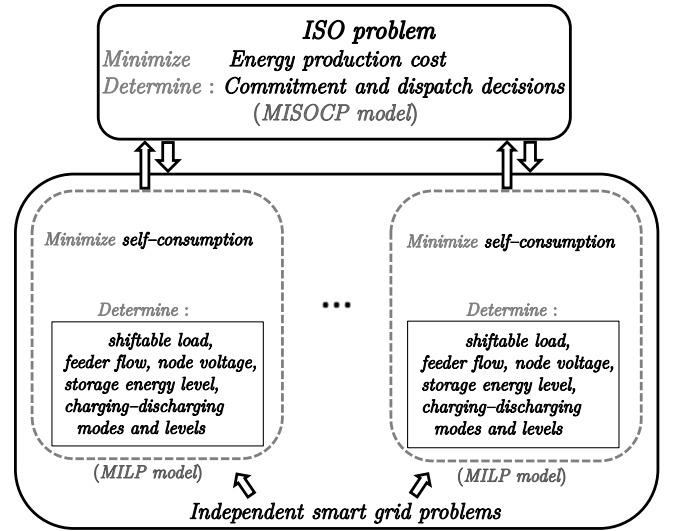 ISO problem
Minimize Energy production cost
Determine : Commitment and dispatch decisions
(MISOCP model)
Minimize self–consumption
Determine :
shiftable load,
feeder flow, node voltage,
storage energy level,
charging–discharging
modes and levels
(MILP model)
...
Minimize self–consumption
Determine :
shiftable load,
feeder flow, node voltage,
storage energy level,
charging–discharging
modes and levels
(MILP model)
Independent smart grid problems